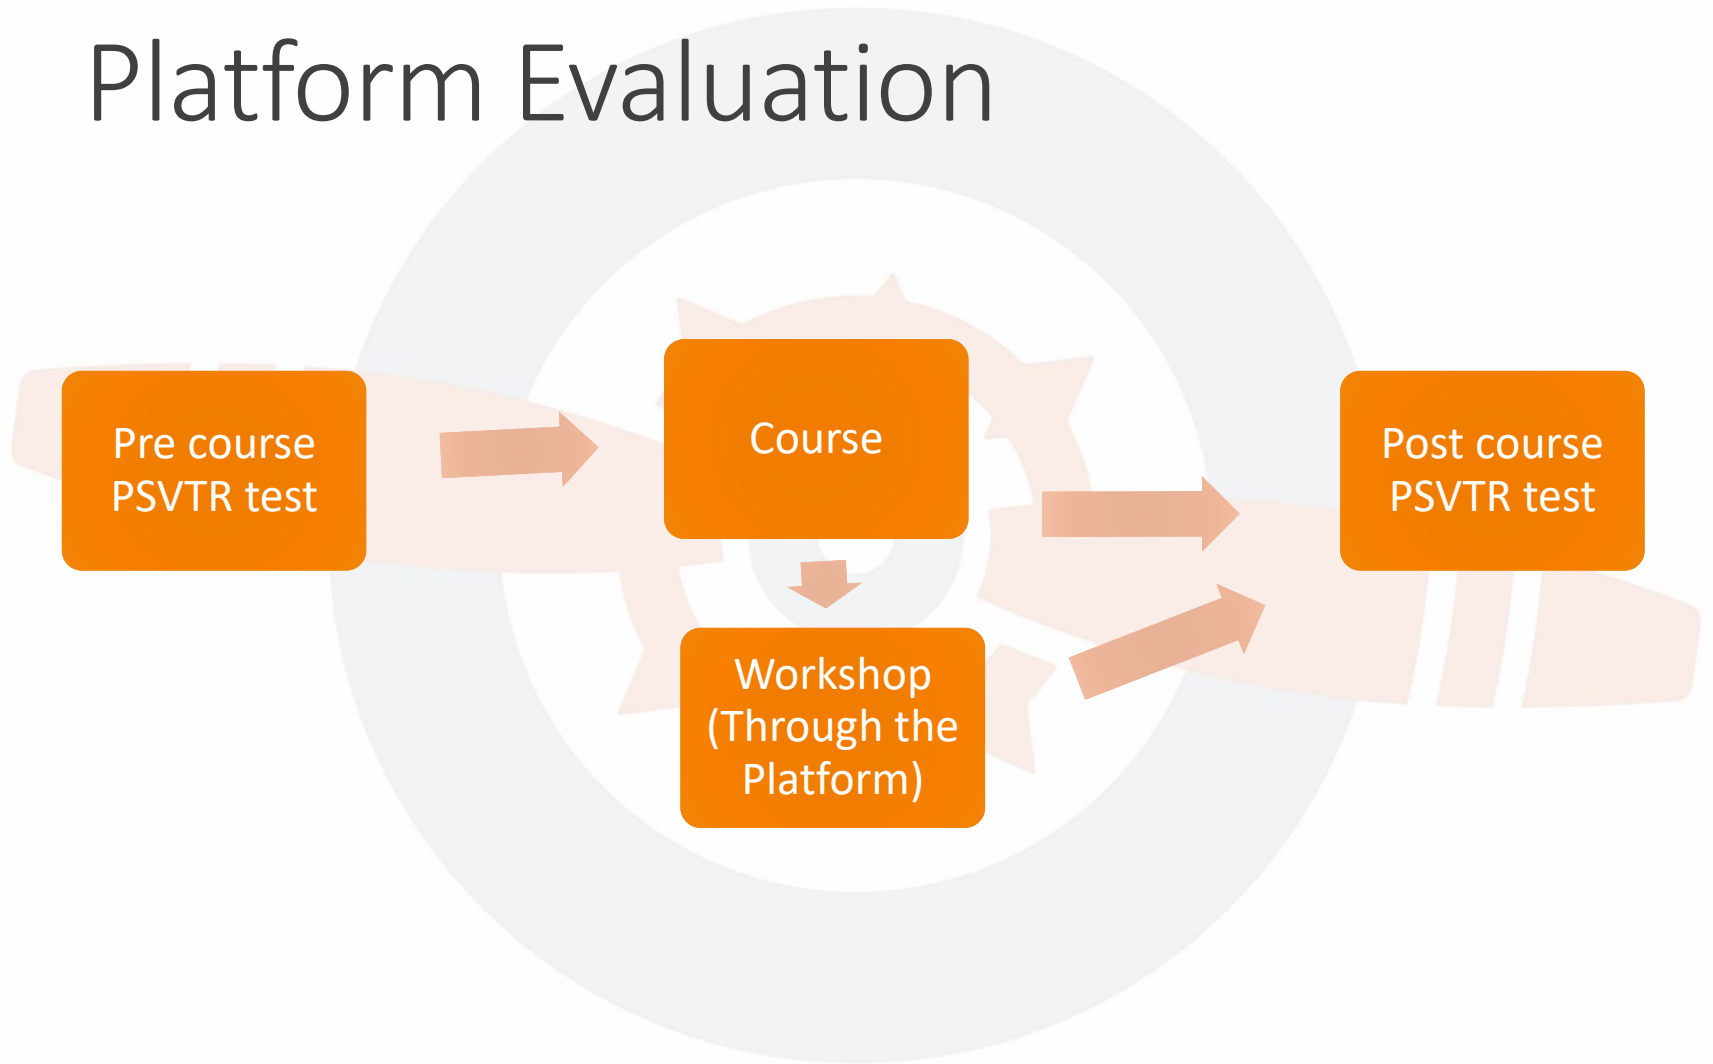 Platform Evaluation
Pre course
PSVTR test
Course
Workshop
(Through the
Platform)
Post course
PSVTR test